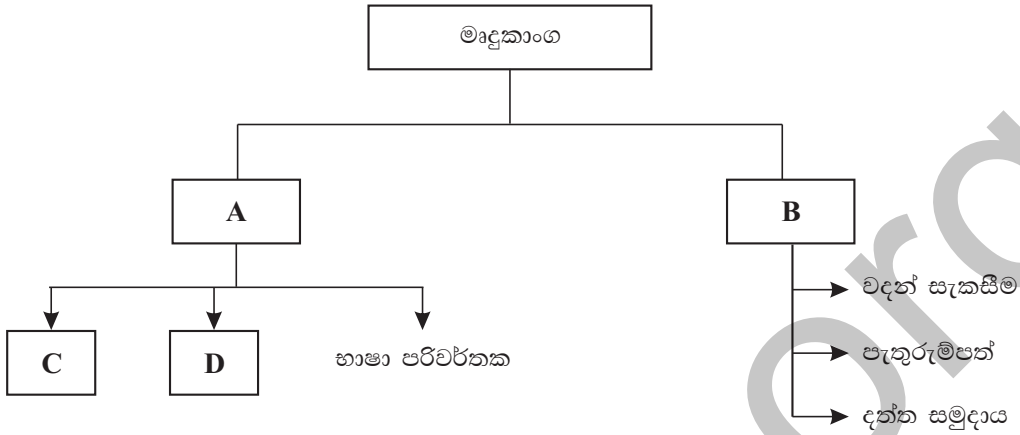 මෘදුකාංග
A
B
වදන් සැකසීම
C
D
භාෂා පරිවර්තක
පැතුරුම්පත්
දත්ත සමුදාය